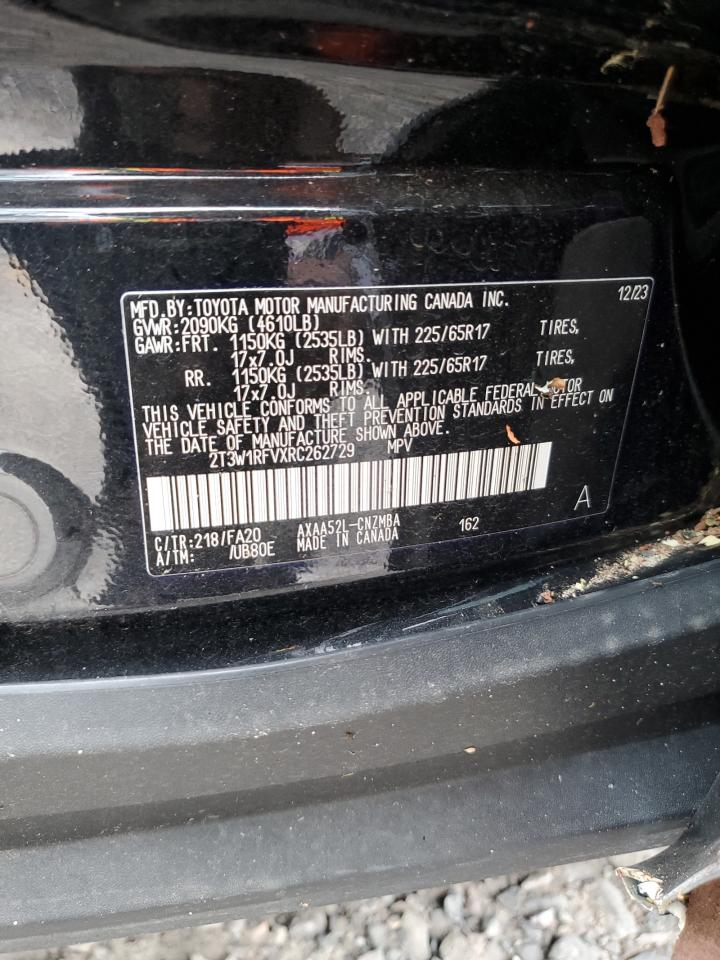 MFD.BY:TOYOTA MOTOR MANUFACTURING CANADA INC. 12/23
GVWR:2090KG (4610LB)
GAWR:FRT. 1150KG (2535LB) WITH 225/65R17 TIRES,
17x7.0J RIMS.
RR. 1150KG (2535LB) WITH 225/65R17 TIRES,
17x7.0J RIMS.
THIS VEHICLE CONFORMS TO ALL APPLICABLE FEDERAL
VEHICLE SAFETY AND THEFT PREVENTION STANDARDS IN EFFECT ON
THE DATE OF MANUFACTURE SHOWN ABOVE.
2T3W1RFVXRC262729 MPV
A
C/TR:218/FA20 AXAA52L-CNZMBA 162
A/TM: /UB80E MADE IN CANADA